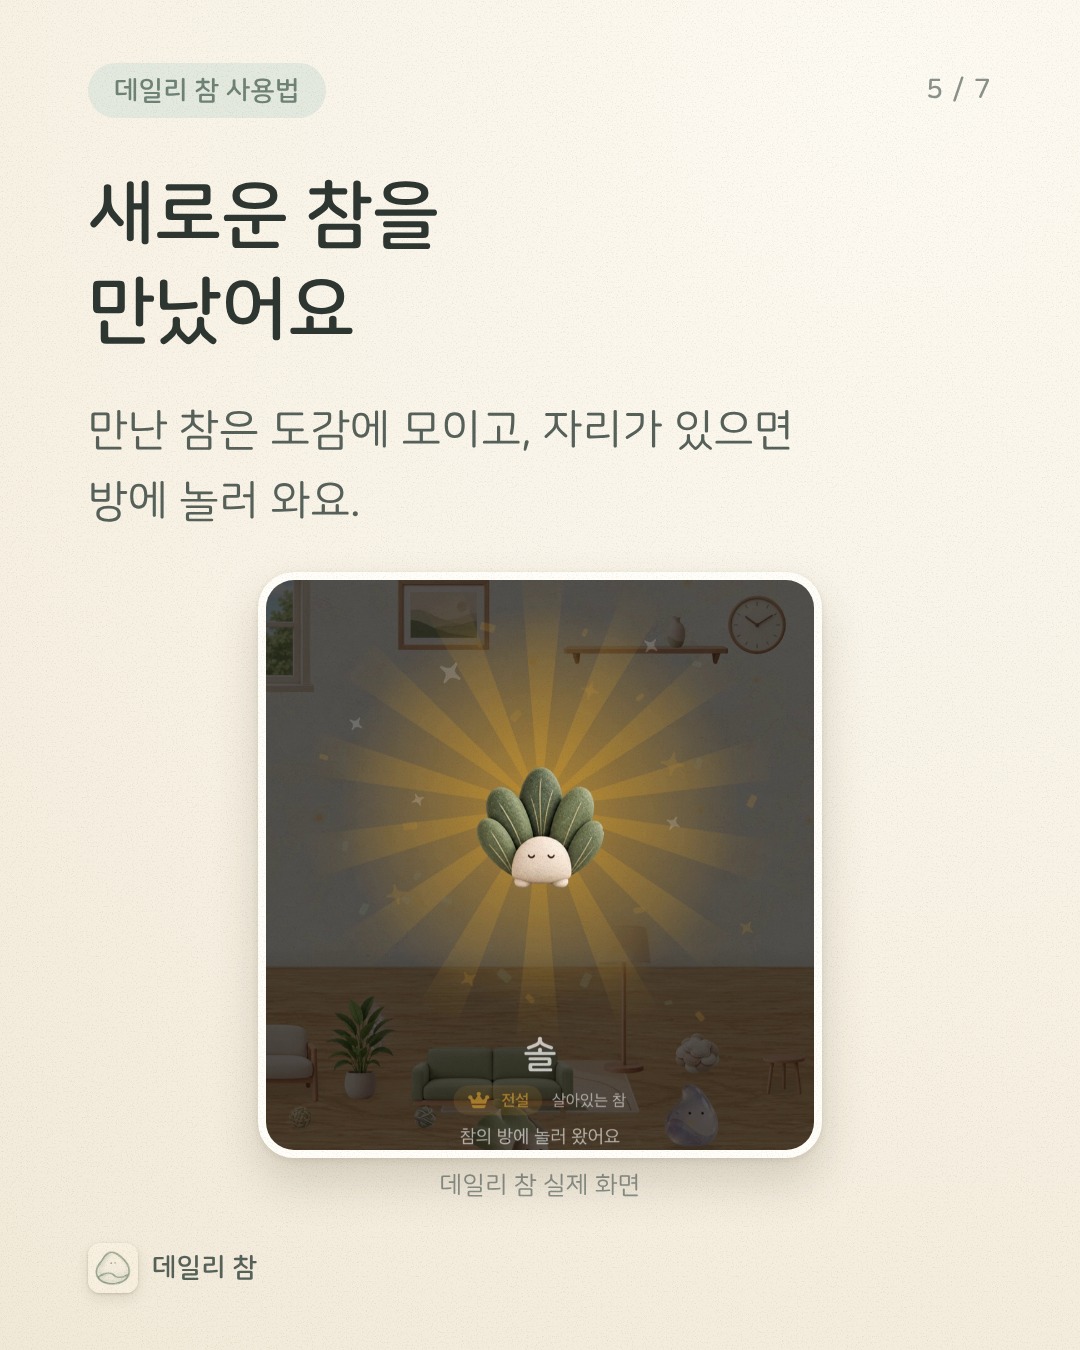 데일리 참 사용법
5 / 7
새로운 참을
만났어요
만난 참은 도감에 모이고, 자리가 있으면
방에 놀러 와요.
솔
전설 살아있는 참
참의 방에 놀러 왔어요
데일리 참 실제 화면
데일리 참